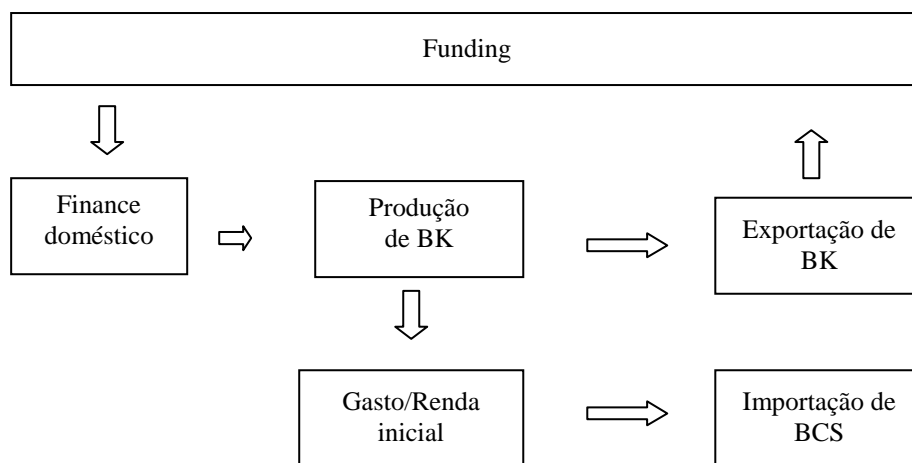 Funding
Finance
doméstico
Produção
de BK
Exportação de
BK
Gasto/Renda
inicial
Importação de
BCS